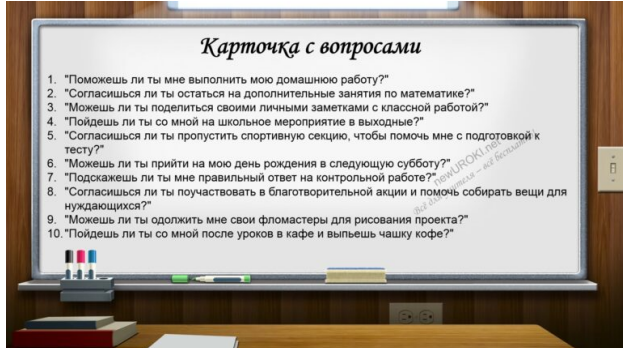 Карточка с вопросами
1. "Поможешь ли ты мне выполнить мою домашнюю работу?"
2. "Согласишься ли ты остаться на дополнительные занятия по математике?"
3. "Можешь ли ты поделиться своими личными заметками с классной работой?"
4. "Пойдешь ли ты со мной на школьное мероприятие в выходные?"
5. "Согласишься ли ты пропустить спортивную секцию, чтобы помочь мне с подготовкой к
тесту?"
6. "Можешь ли ты прийти на мою день рождения в следующую субботу?"
7. "Подскажешь ли ты мне правильный ответ на контрольной работе?"
8. "Согласишься ли ты поучаствовать в благотворительной акции и помочь собирать вещи для
нуждающихся?"
9. "Можешь ли ты одолжить мне свои фломастеры для рисования проекта?"
10. "Пойдешь ли ты со мной после уроков в кафе и выпьешь чашку кофе?"
newUROKI.net
Всё для учителя – всё бесплатно!